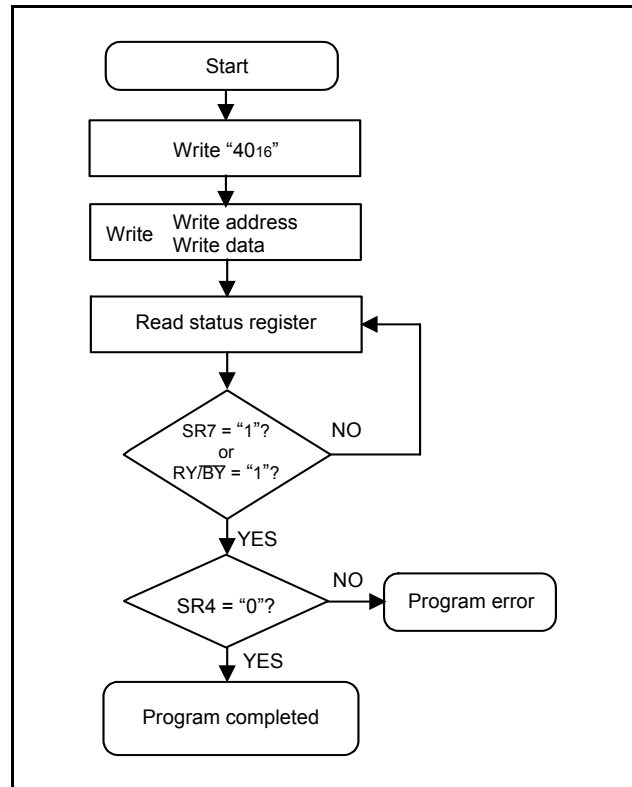 Start
Write “4016”
Write Write address
Write data
Read status register
SR7 = “1”?
or
RY/B̅Y̅ = “1”?
NO
YES
SR4 = “0”?
NO
Program error
YES
Program completed